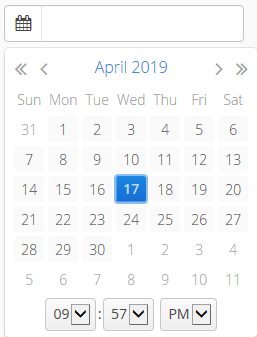 April 2019
Sun Mon Tue Wed Thu Fri Sat
31 1 2 3 4 5 6
7 8 9 10 11 12 13
14 15 16 17 18 19 20
21 22 23 24 25 26 27
28 29 30 1 2 3 4
5 6 7 8 9 10 11
09 : 57 PM